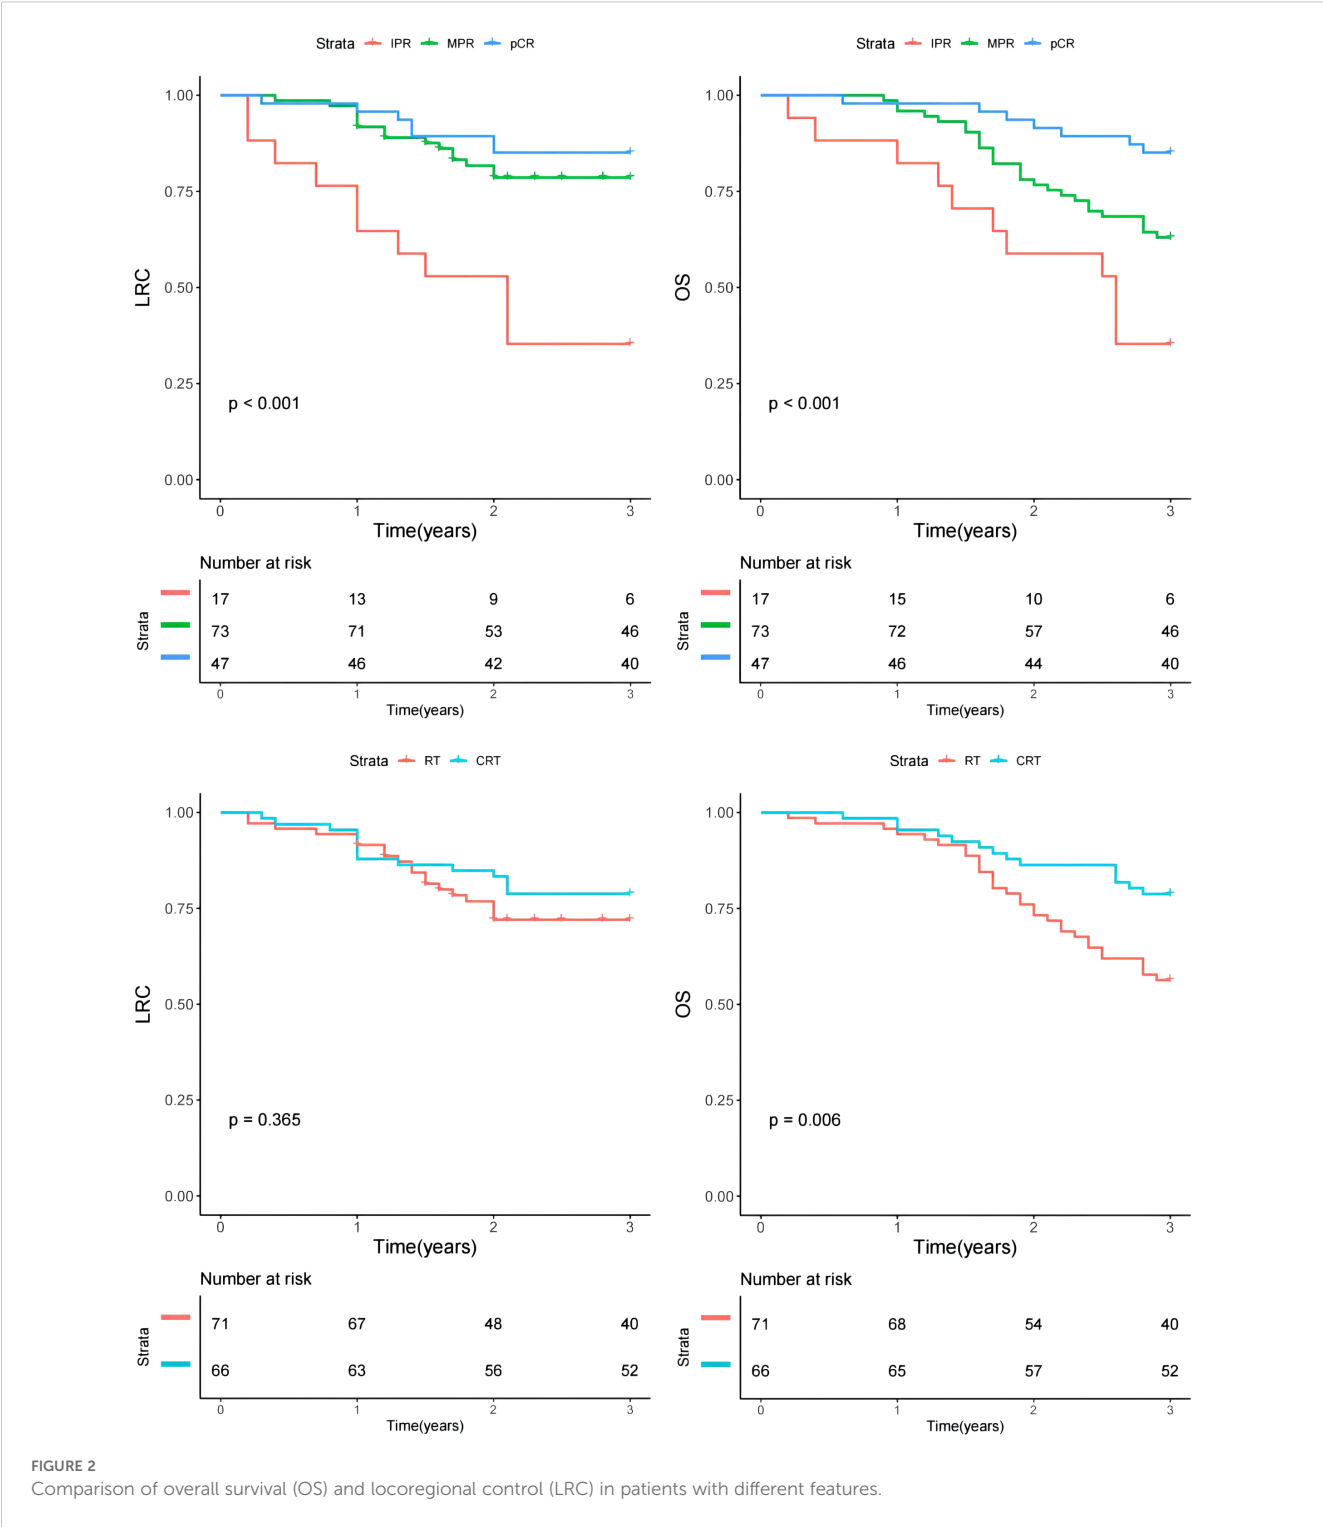 Strata IPR MPR pCR
1.00
0.75
0.50
0.25
0.00
LRC
p < 0.001
0 1 2 3
Time(years)
Number at risk
Strata
17 13 9 6
73 71 53 46
47 46 42 40
0 1 2 3
Time(years)
Strata IPR MPR pCR
1.00
0.75
0.50
0.25
0.00
OS
p < 0.001
0 1 2 3
Time(years)
Number at risk
Strata
17 15 10 6
73 72 57 46
47 46 44 40
0 1 2 3
Time(years)
Strata RT CRT
1.00
0.75
0.50
0.25
0.00
LRC
p = 0.365
0 1 2 3
Time(years)
Number at risk
Strata
71 67 48 40
66 63 56 52
0 1 2 3
Time(years)
Strata RT CRT
1.00
0.75
0.50
0.25
0.00
OS
p = 0.006
0 1 2 3
Time(years)
Number at risk
Strata
71 68 54 40
66 65 57 52
0 1 2 3
Time(years)
FIGURE 2
Comparison of overall survival (OS) and locoregional control (LRC) in patients with different features.